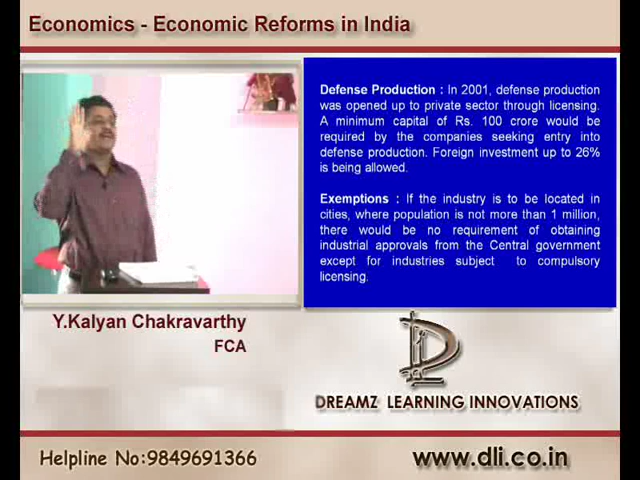 Economics - Economic Reforms in India
Defense Production : In 2001, defense production
was opened up to private sector through licensing.
A minimum capital of Rs. 100 crore would be
required by the companies seeking entry into
defense production. Foreign investment up to 26%
is being allowed.
Exemptions : If the industry is to be located in
cities, where population is not more than 1 million,
there would be no requirement of obtaining
industrial approvals from the Central government
except for industries subject to compulsory
licensing.
Y.Kalyan Chakravarthy
FCA
DREAMZ LEARNING INNOVATIONS
Helpline No:9849691366
www.dli.co.in